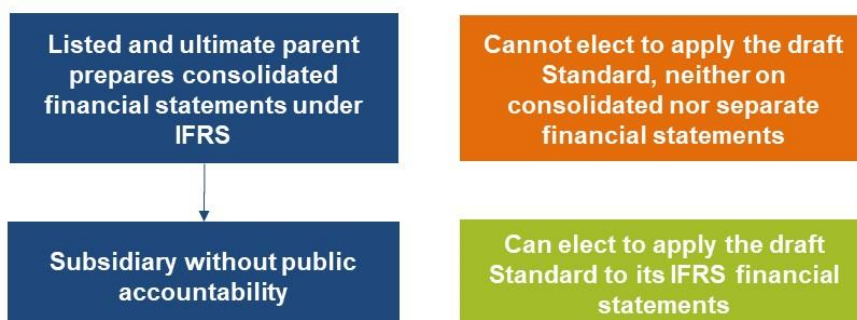 Listed and ultimate parent
prepares consolidated
financial statements under
IFRS
Cannot elect to apply the draft
Standard, neither on
consolidated nor separate
financial statements
Subsidiary without public
accountability
Can elect to apply the draft
Standard to its IFRS financial
statements